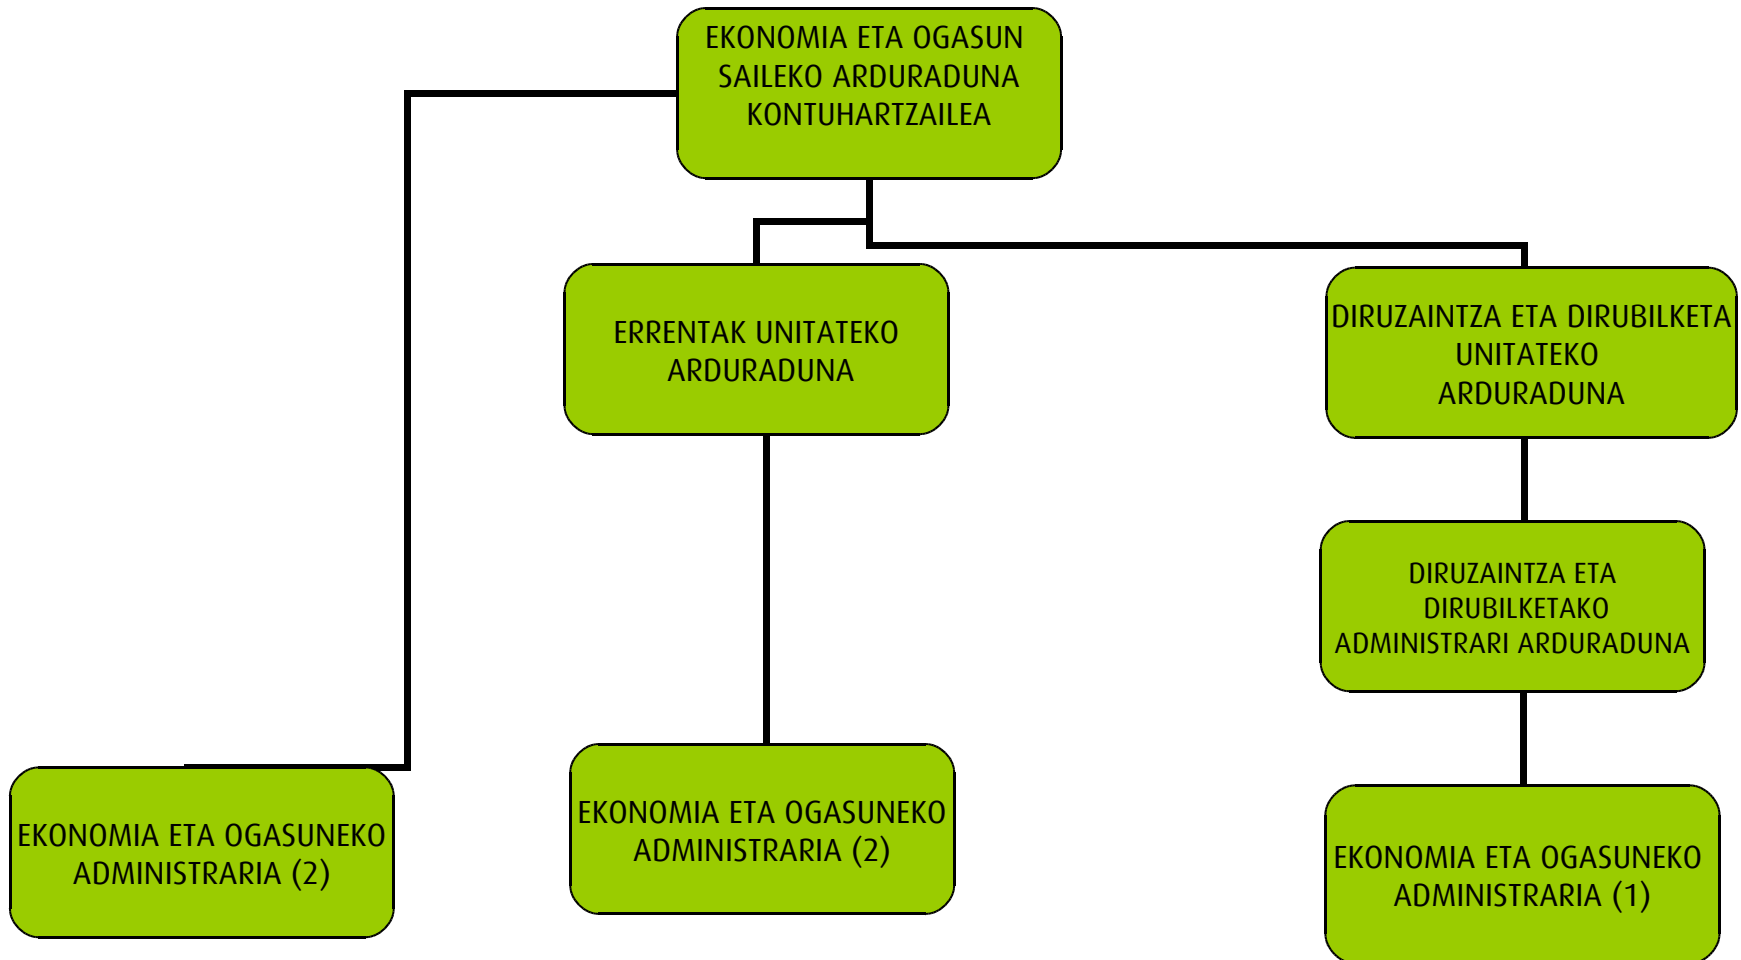 EKONOMIA ETA OGASUN
SAILEKO ARDURADUNA
KONTUHARTZAILEA
ERRENTAK UNITATEKO
ARDURADUNA
DIRUZAINTZA ETA DIRUBILKETA
UNITATEKO
ARDURADUNA
DIRUZAINTZA ETA
DIRUBILKETAKO
ADMINISTRARI ARDURADUNA
EKONOMIA ETA OGASUNEKO
ADMINISTRARIA (2)
EKONOMIA ETA OGASUNEKO
ADMINISTRARIA (2)
EKONOMIA ETA OGASUNEKO
ADMINISTRARIA (1)